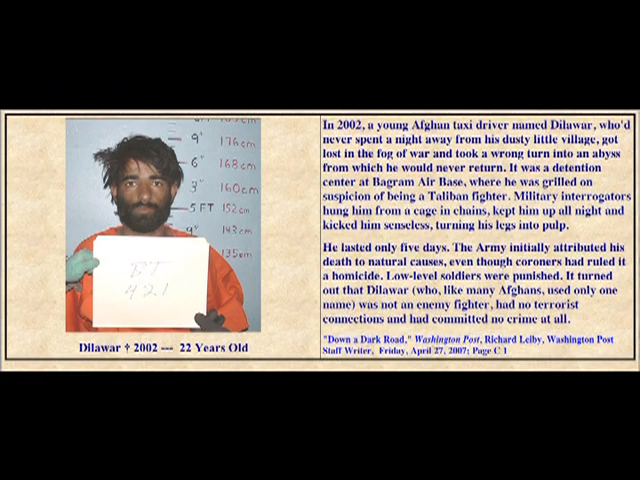 9"
176cm
6"
168cm
3"
160cm
5 FT 152cm
9"
143cm
135cm
BT
421
Dilawar † 2002 --- 22 Years Old
In 2002, a young Afghan taxi driver named Dilawar, who'd
never spent a night away from his dusty little village, got
lost in the fog of war and took a wrong turn into an abyss
from which he would never return. It was a detention
center at Bagram Air Base, where he was grilled on
suspicion of being a Taliban fighter. Military interrogators
hung him from a cage in chains, kept him up all night and
kicked him senseless, turning his legs into pulp.
He lasted only five days. The Army initially attributed his
death to natural causes, even though coroners had ruled it
a homicide. Low-level soldiers were punished. It turned
out that Dilawar (who, like many Afghans, used only one
name) was not an enemy fighter, had no terrorist
connections and had committed no crime at all.
"Down a Dark Road," Washington Post, Richard Leiby, Washington Post
Staff Writer, Friday, April 27, 2007; Page C 1